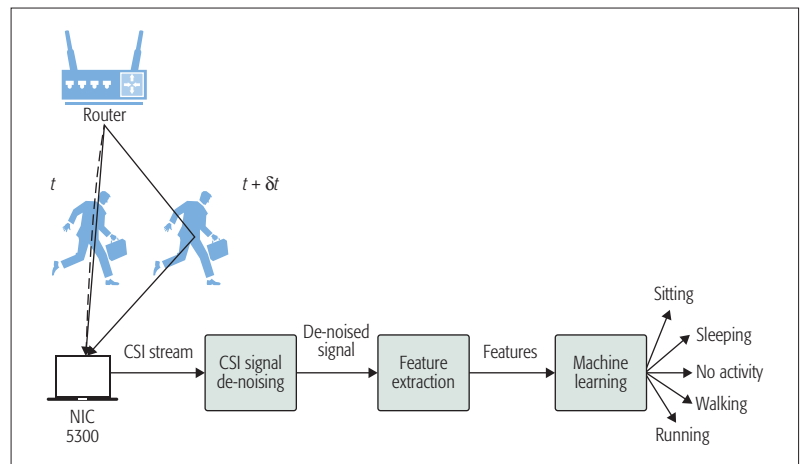 Router
t
t + δt
CSI stream
CSI signal
de-noising
De-noised
signal
Feature
extraction
Features
Machine
learning
Sitting
Sleeping
No activity
Walking
Running
NIC
5300